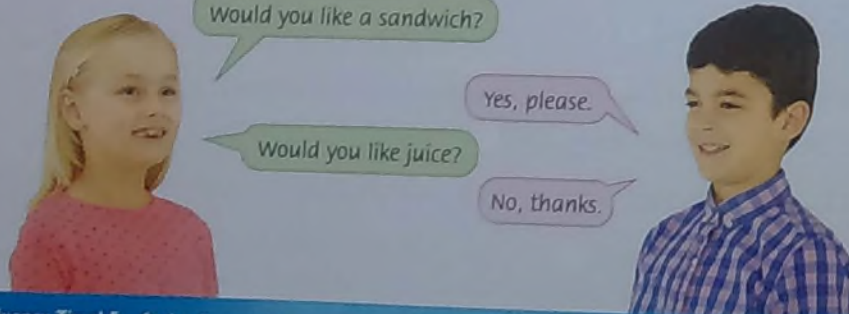 Would you like a sandwich?
Yes, please.
Would you like juice?
No, thanks.